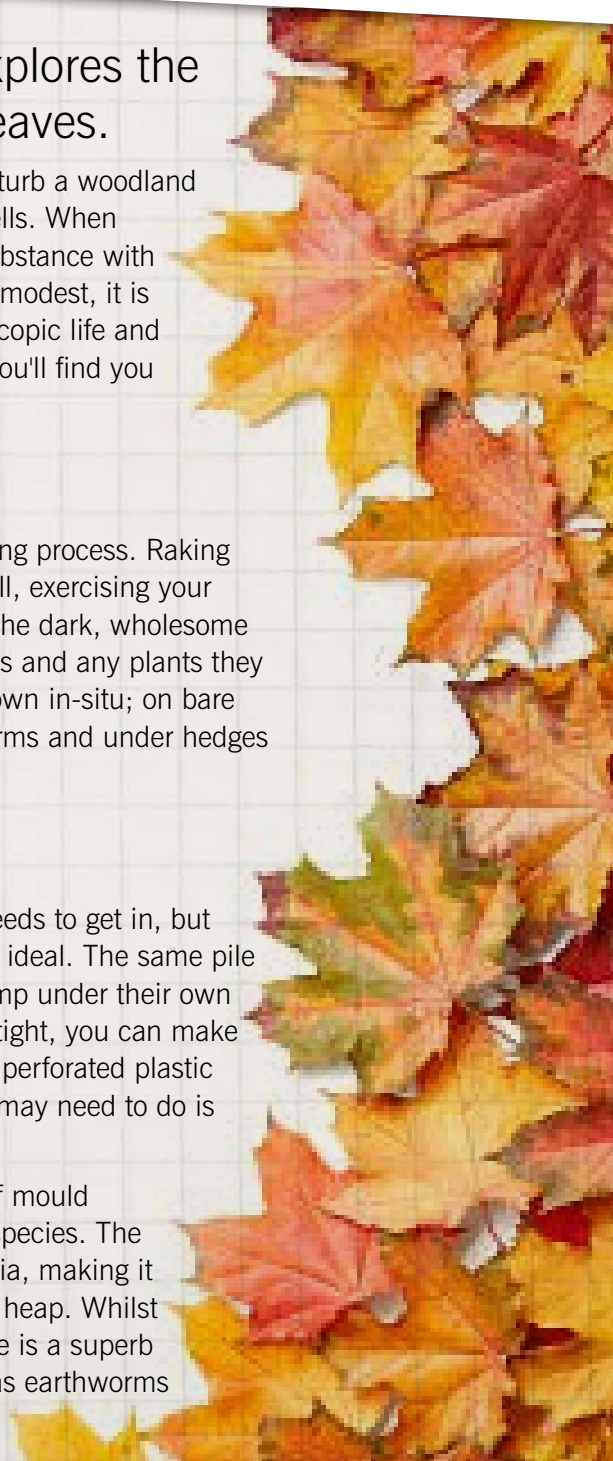 xplores the
eaves.
turb a woodland
ells. When
bstance with
modest, it is
copic life and
ou'll find you
ng process. Raking
ll, exercising your
he dark, wholesome
s and any plants they
own in-situ; on bare
rms and under hedges
eeds to get in, but
ideal. The same pile
mp under their own
tight, you can make
perforated plastic
may need to do is
f mould
pecies. The
ia, making it
heap. Whilst
e is a superb
as earthworms